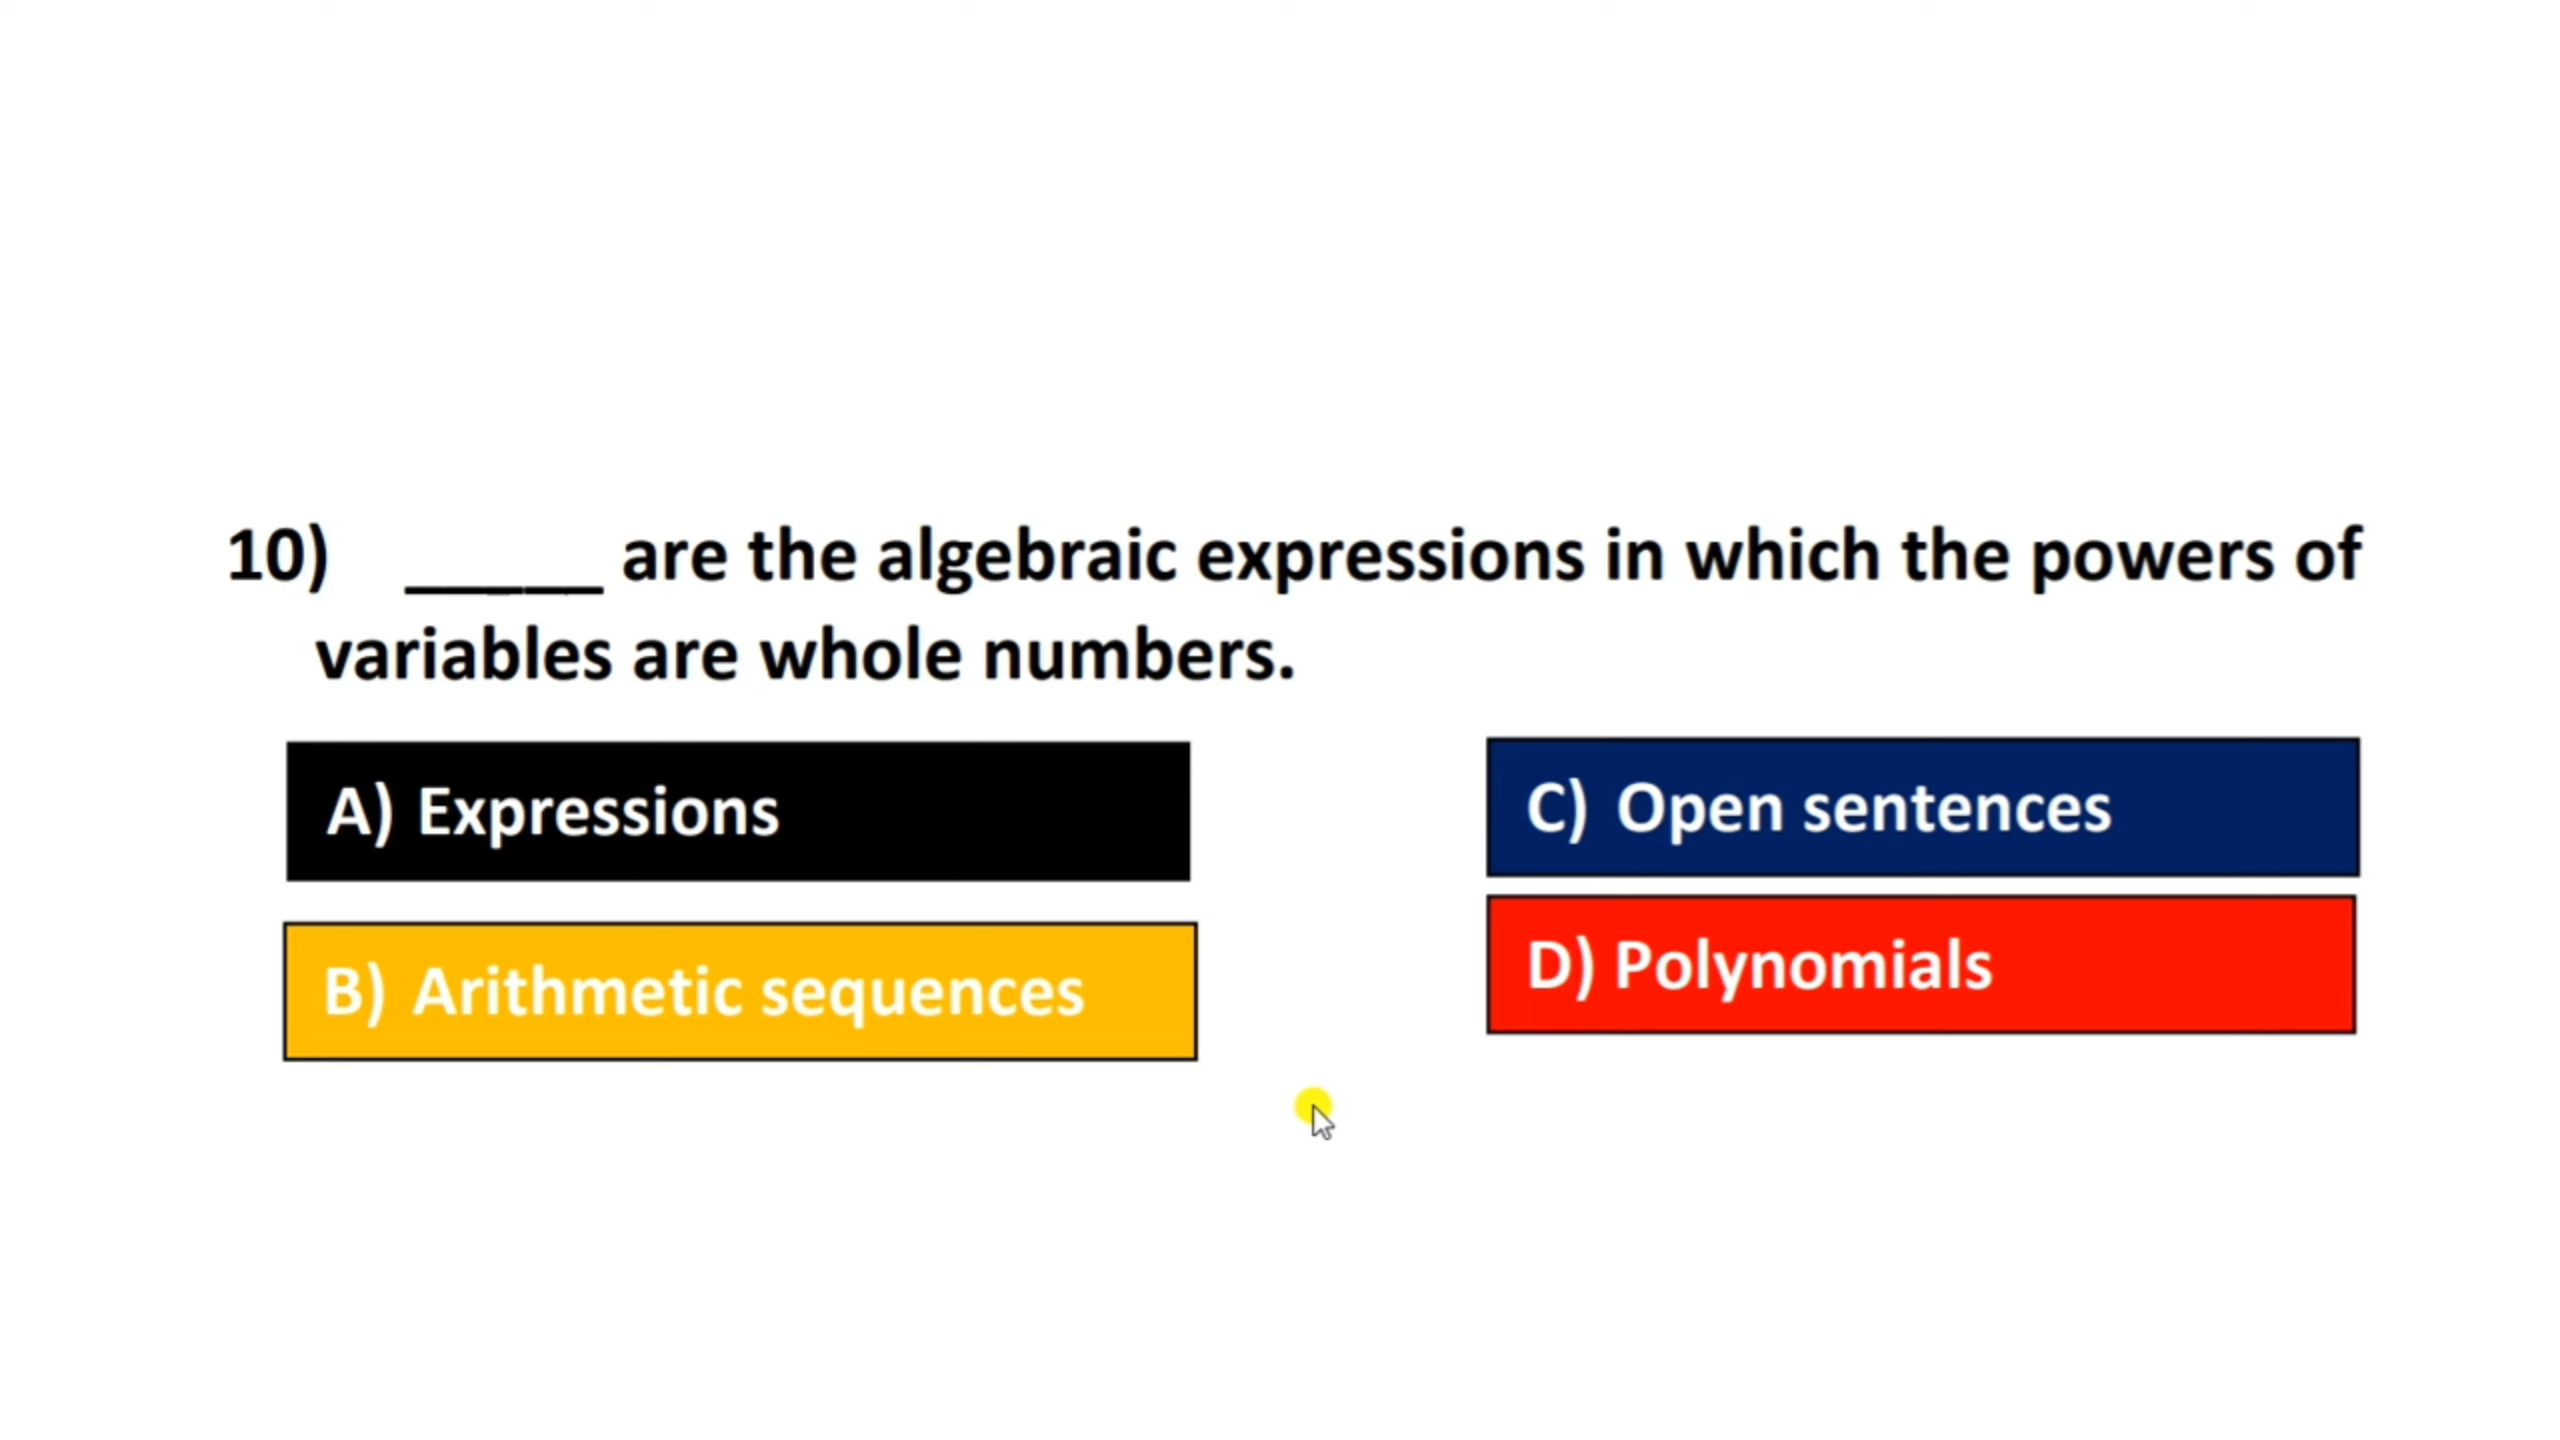 10) _____ are the algebraic expressions in which the powers of
variables are whole numbers.
A) Expressions
B) Arithmetic sequences
C) Open sentences
D) Polynomials